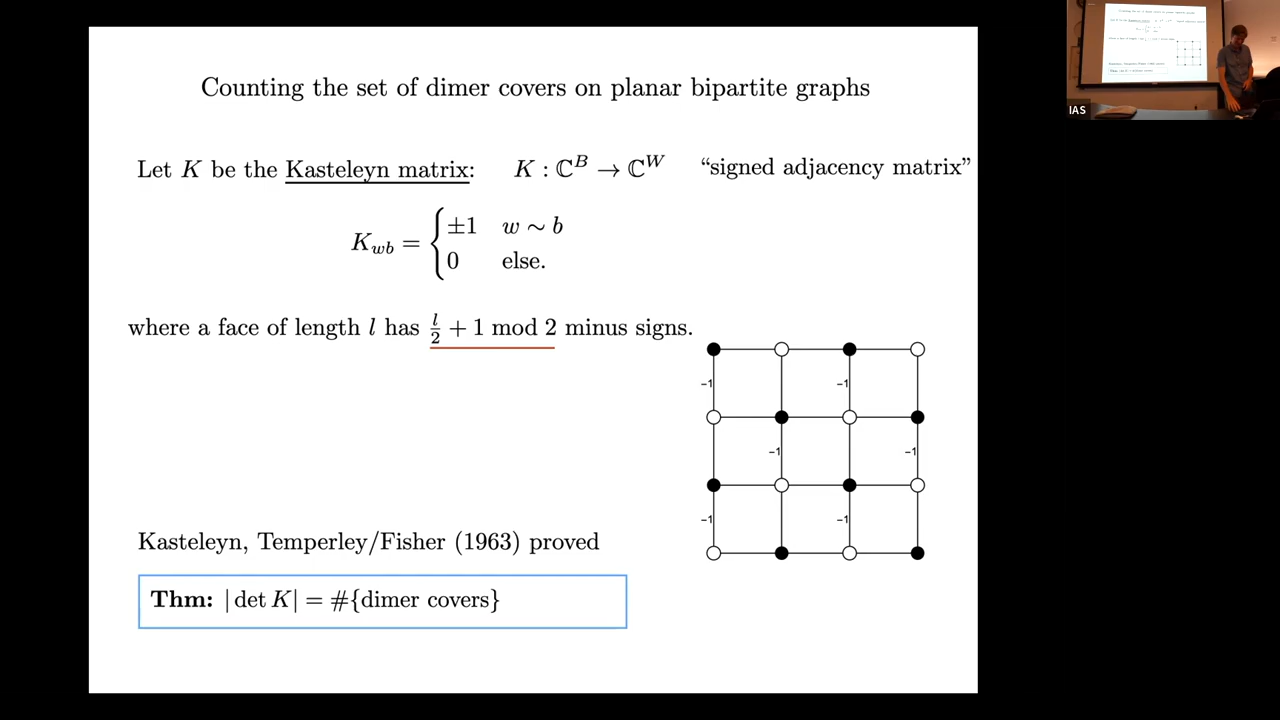 Counting the set of dimer covers on planar bipartite graphs
Let K be the Kasteleyn matrix: K : ℂ^B → ℂ^W “signed adjacency matrix”
K_{wb} = { ±1 w ∼ b
0 else.
where a face of length l has l/2 + 1 mod 2 minus signs.
−1 −1
−1 −1
−1 −1
Kasteleyn, Temperley/Fisher (1963) proved
Thm: | det K| = #{dimer covers}
IAS